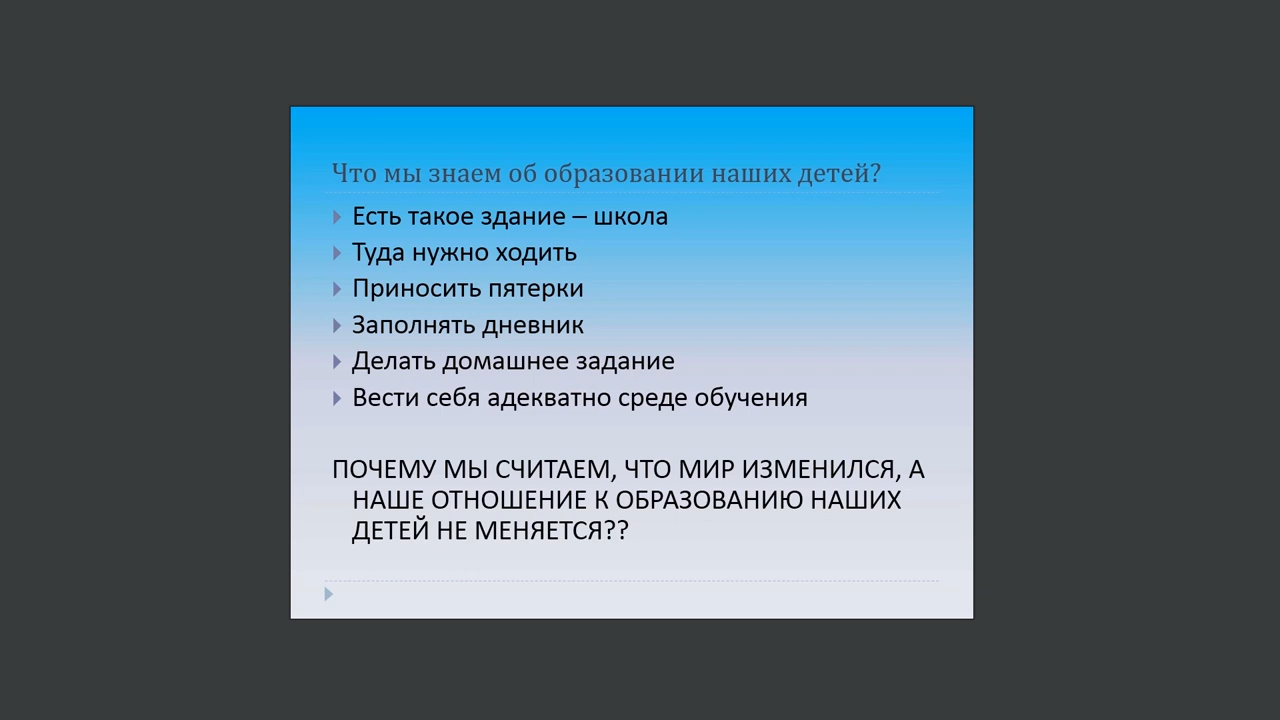 Что мы знаем об образовании наших детей?
Есть такое здание – школа
Туда нужно ходить
Приносить пятерки
Заполнять дневник
Делать домашнее задание
Вести себя адекватно среде обучения
ПОЧЕМУ МЫ СЧИТАЕМ, ЧТО МИР ИЗМЕНИЛСЯ, А
НАШЕ ОТНОШЕНИЕ К ОБРАЗОВАНИЮ НАШИХ
ДЕТЕЙ НЕ МЕНЯЕТСЯ??